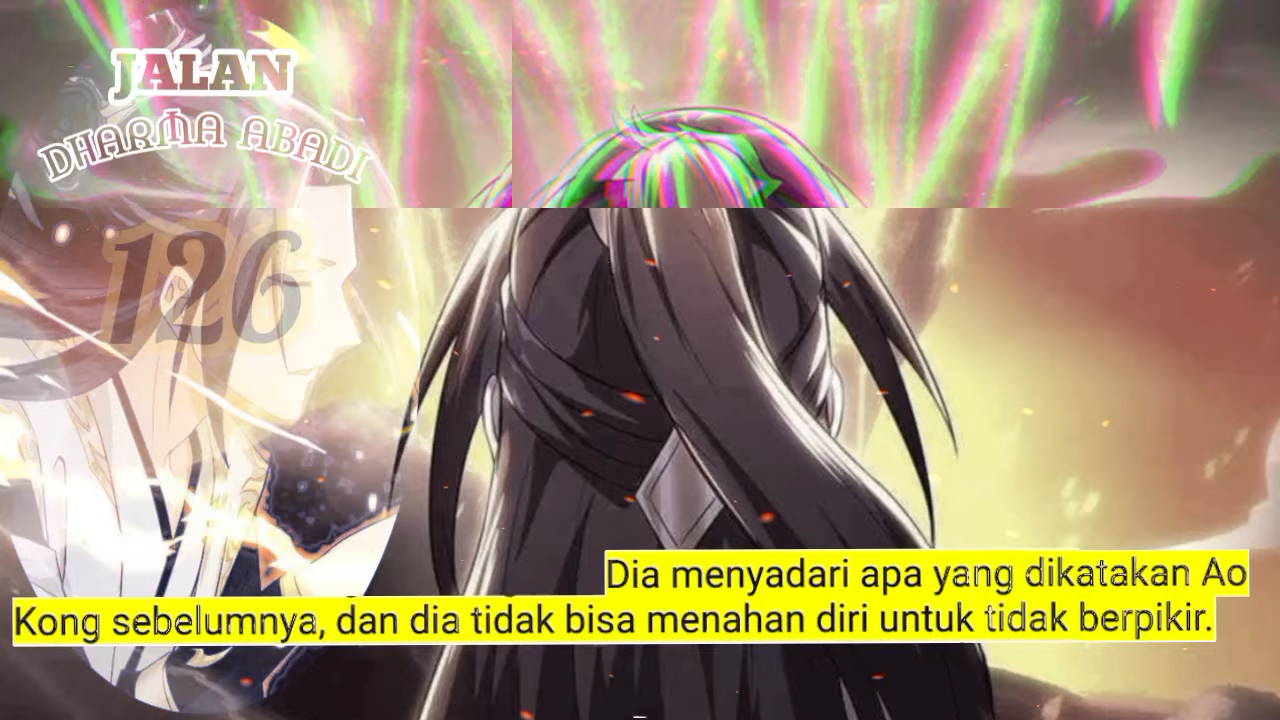 JALAN
DHARMA ABADI
126
Dia menyadari apa yang dikatakan Ao
Kong sebelumnya, dan dia tidak bisa menahan diri untuk tidak berpikir.